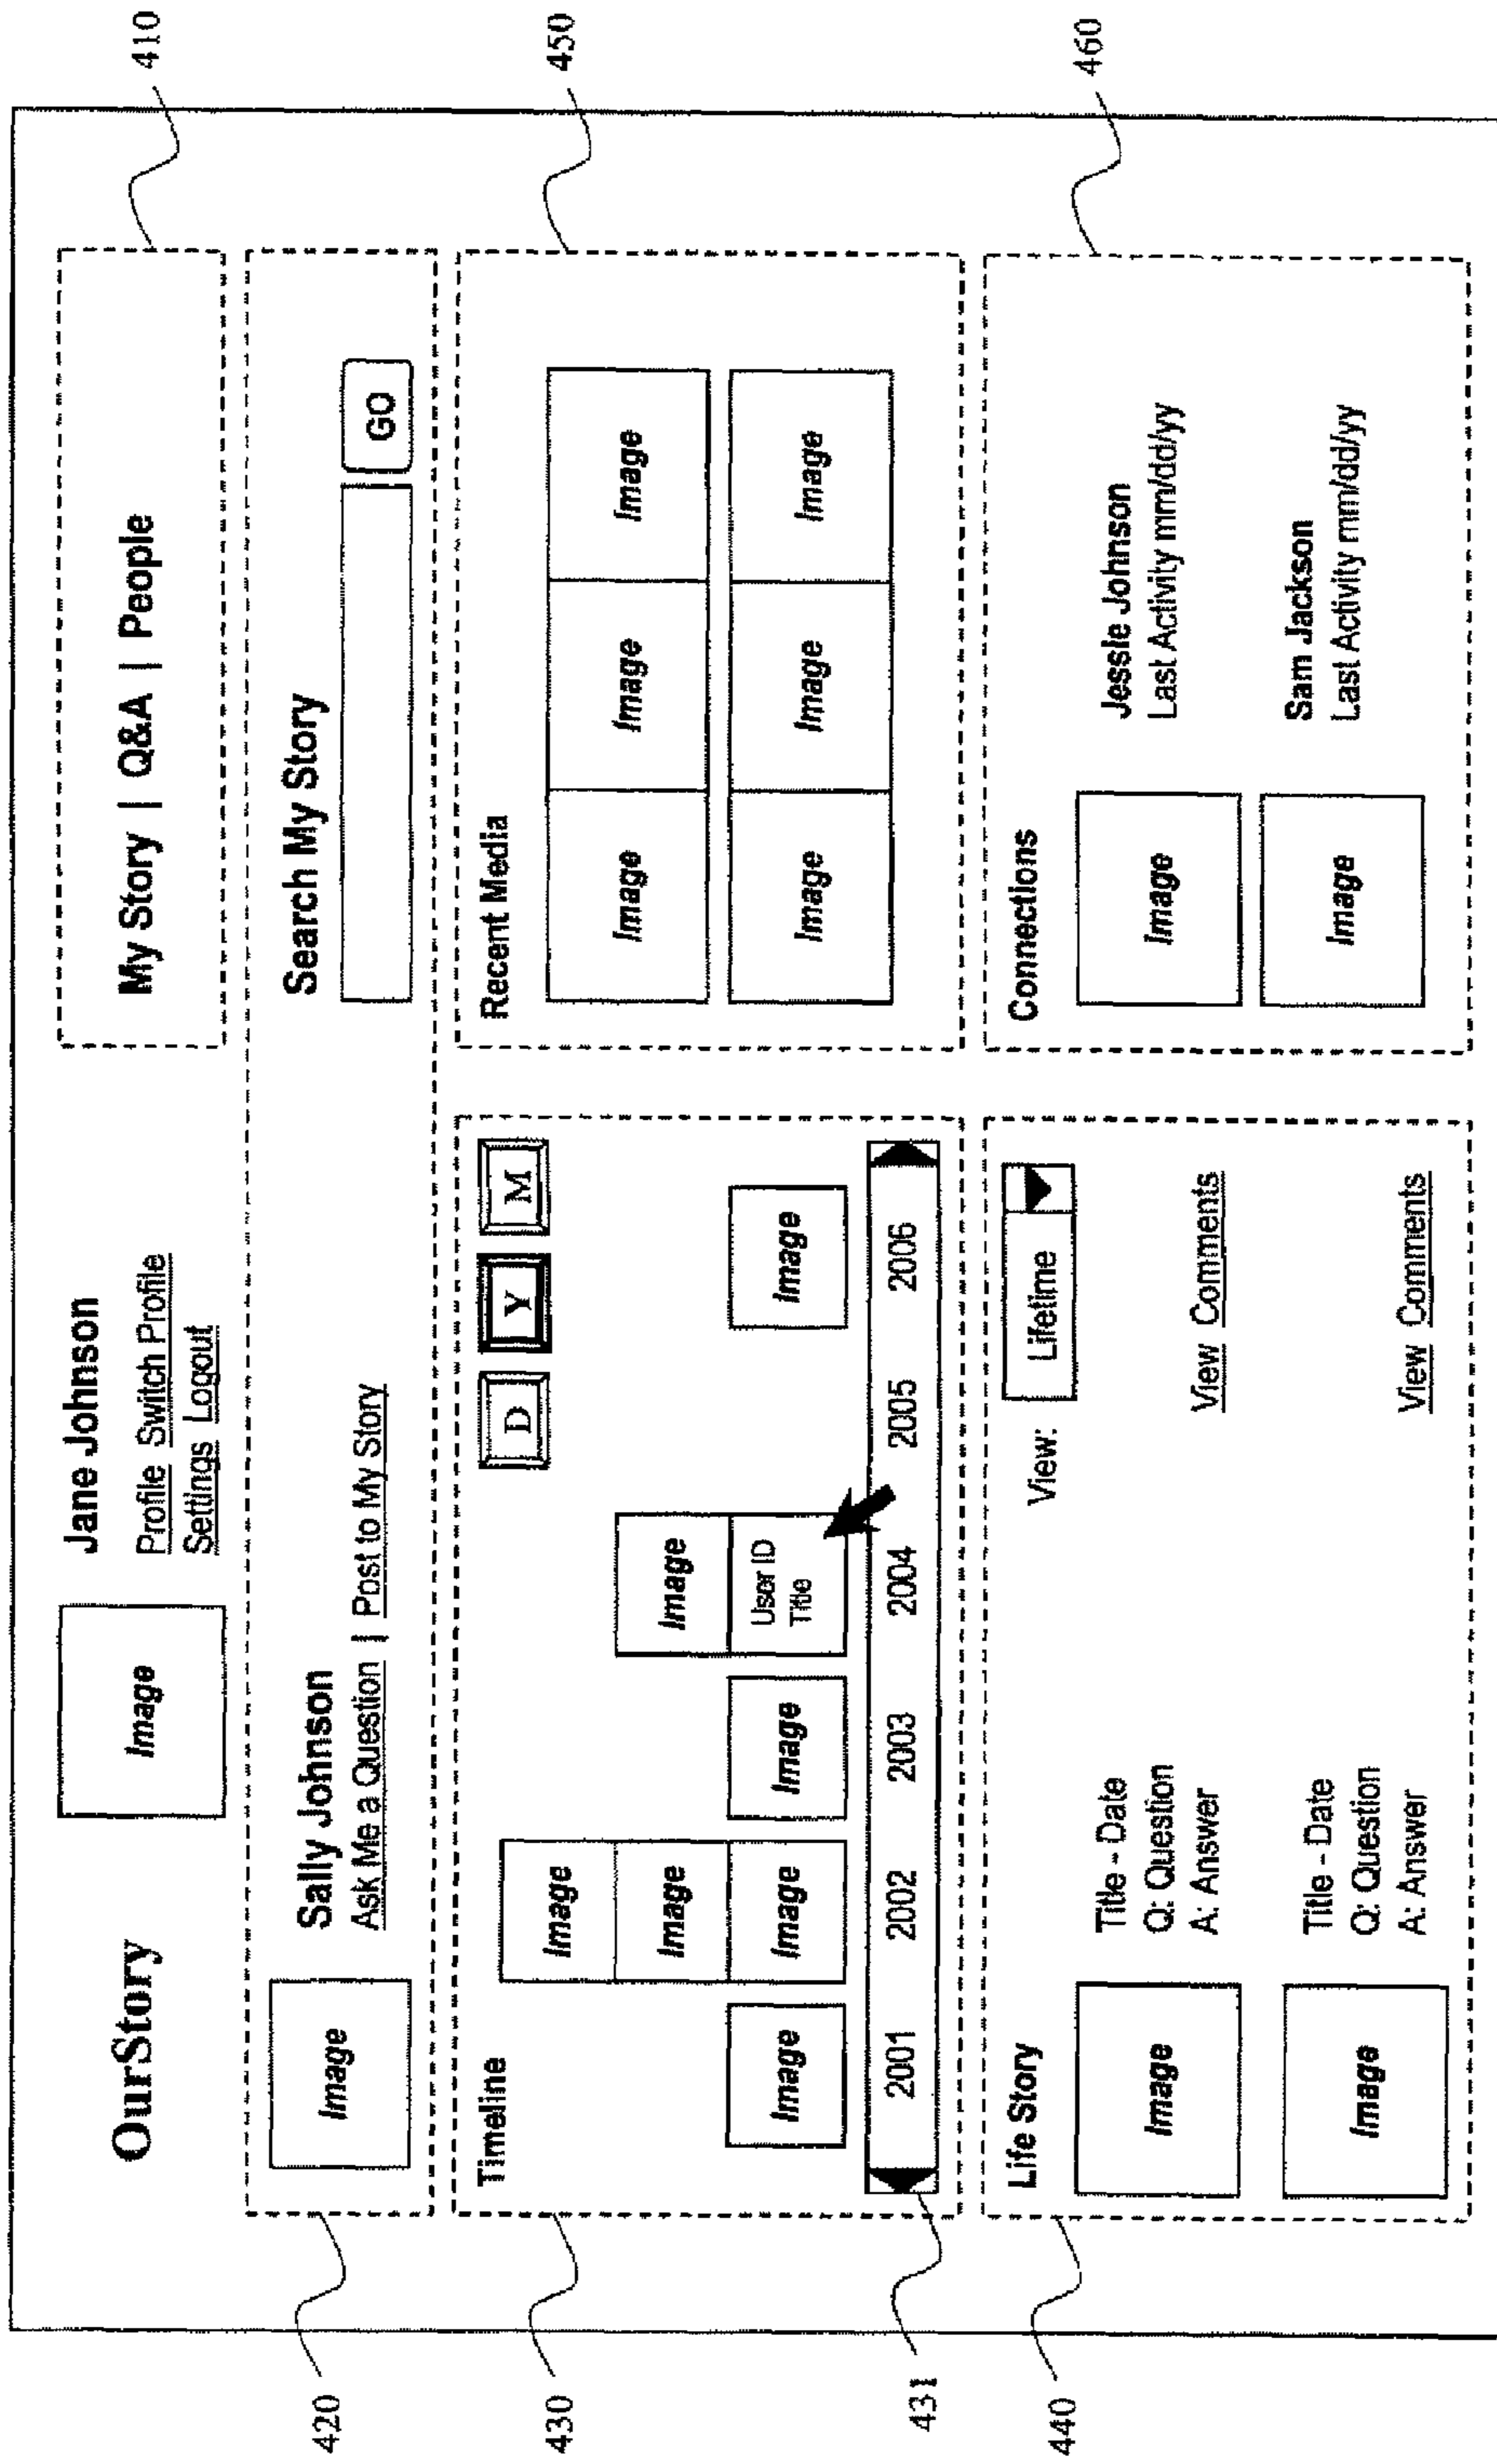 OurStory
Image
Jane Johnson
Profile Switch Profile
Settings Logout
My Story | Q&A | People
410
420
Image
Sally Johnson
Ask Me a Question | Post to My Story
Search My Story
GO
430
Timeline
D Y M
Image
Image Image
Image Image Image User ID Title Image
2001 2002 2003 2004 2005 2006
431
450
Recent Media
Image Image Image
Image Image Image
440
Life Story
View: Lifetime
Image
Title - Date
Q: Question
A: Answer
View Comments
Image
Title - Date
Q: Question
A: Answer
View Comments
460
Connections
Image
Jessie Johnson
Last Activity mm/dd/yy
Image
Sam Jackson
Last Activity mm/dd/yy